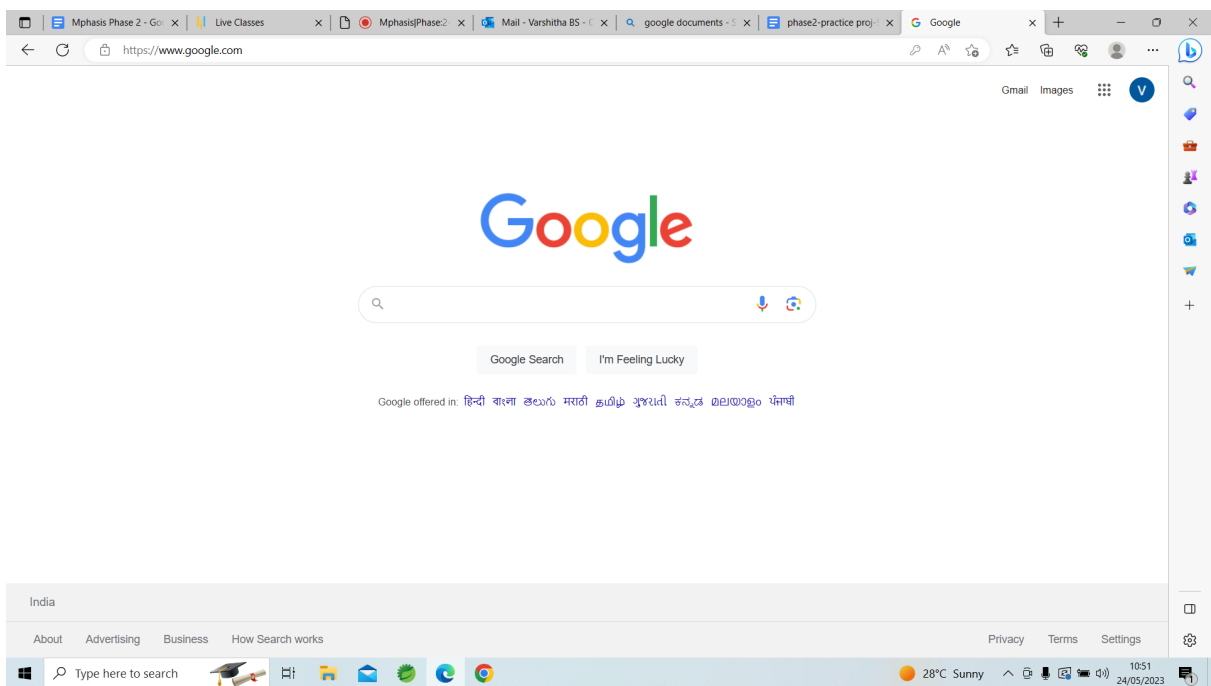 Mphasis Phase 2 - Goo
Live Classes
Mphasis|Phase:2-
Mail - Varshitha BS -
google documents - S
phase2-practice proj-
Google
https://www.google.com
Gmail Images
V
Google
Google Search I'm Feeling Lucky
Google offered in: हिन्दी বাংলা తెలుగు मराठी தமிழ் ગુજરાતી ಕನ್ನಡ മലയാളം ਪੰਜਾਬੀ
India
About Advertising Business How Search works Privacy Terms Settings
Type here to search 28°C Sunny 10:51
24/05/2023